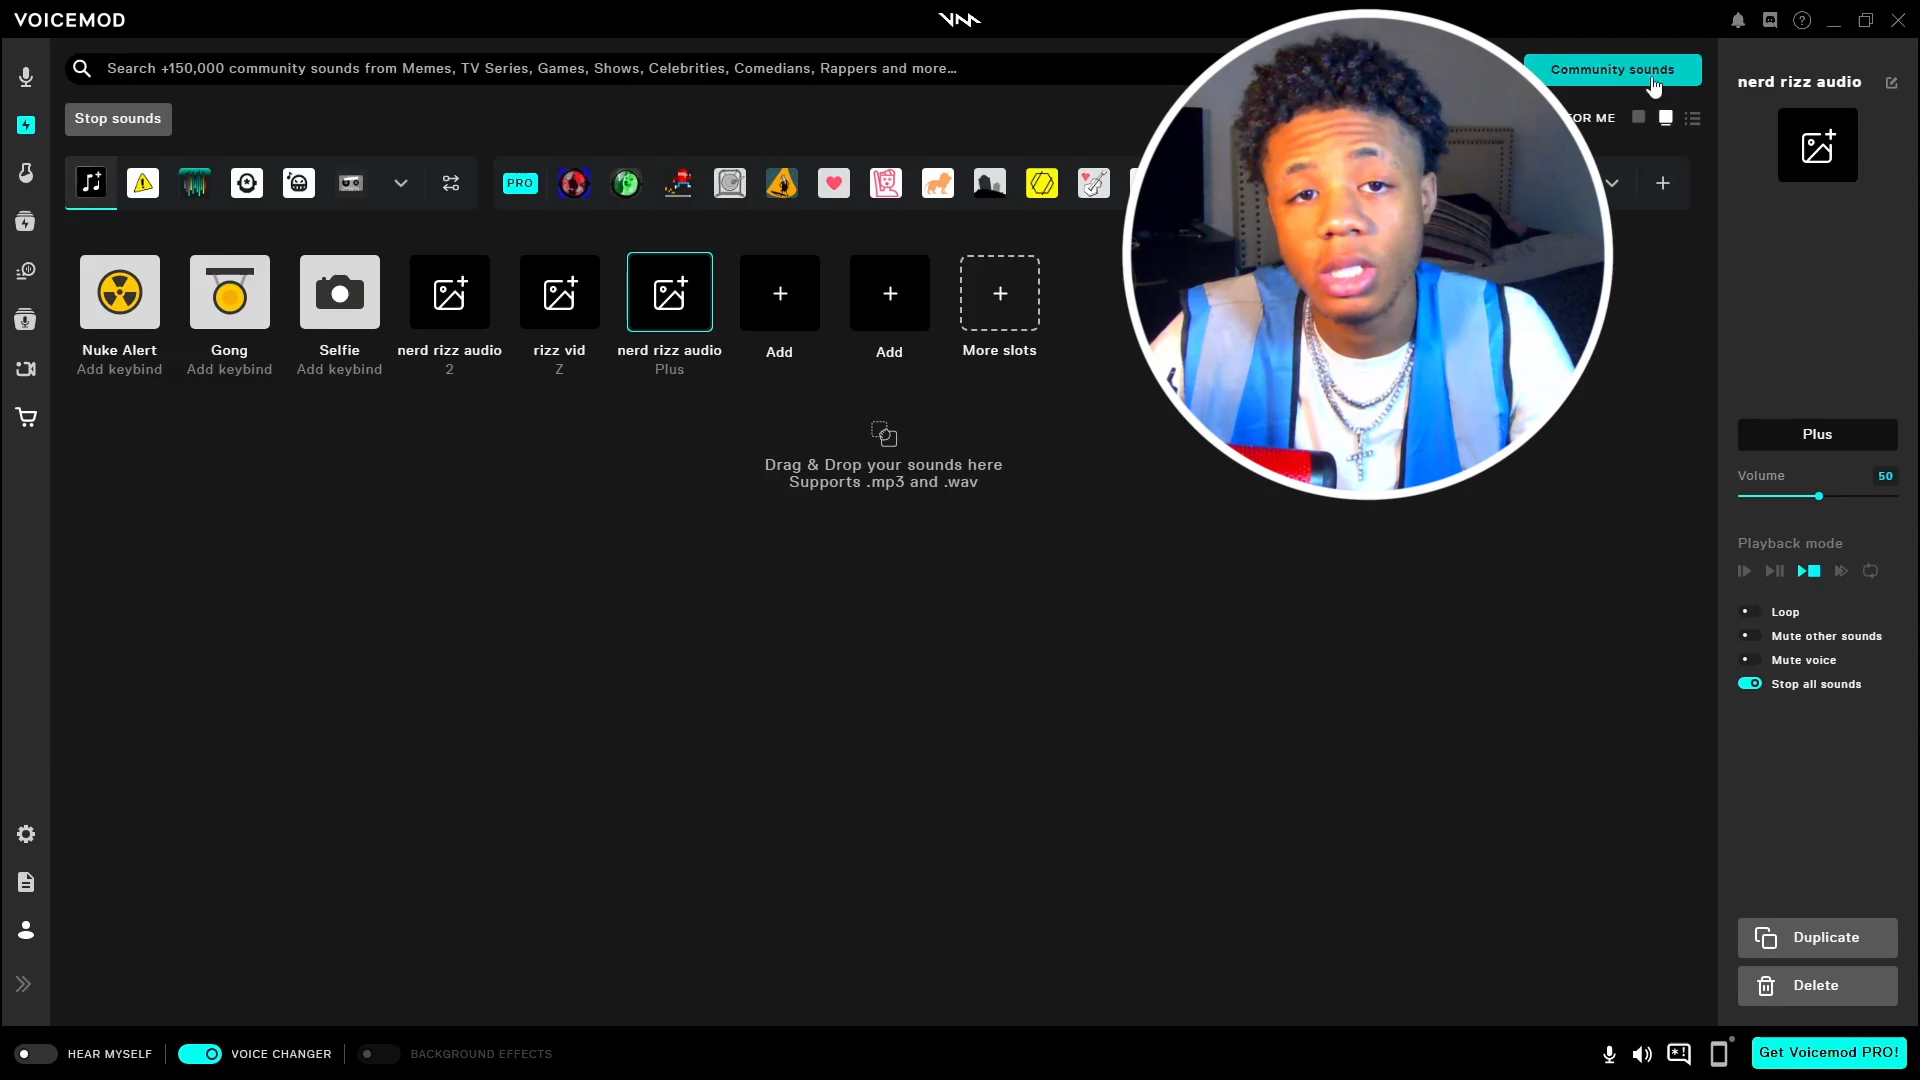 VOICEMOD
Search +150,000 community sounds from Memes, TV Series, Games, Shows, Celebrities, Comedians, Rappers and more...
Community sounds
Stop sounds
FOR ME
PRO
Nuke Alert
Add keybind
Gong
Add keybind
Selfie
Add keybind
nerd rizz audio
2
rizz vid
Z
nerd rizz audio
Plus
Add
Add
More slots
Drag & Drop your sounds here
Supports .mp3 and .wav
nerd rizz audio
Plus
Volume 50
Playback mode
Loop
Mute other sounds
Mute voice
Stop all sounds
Duplicate
Delete
HEAR MYSELF
VOICE CHANGER
BACKGROUND EFFECTS
Get Voicemod PRO!